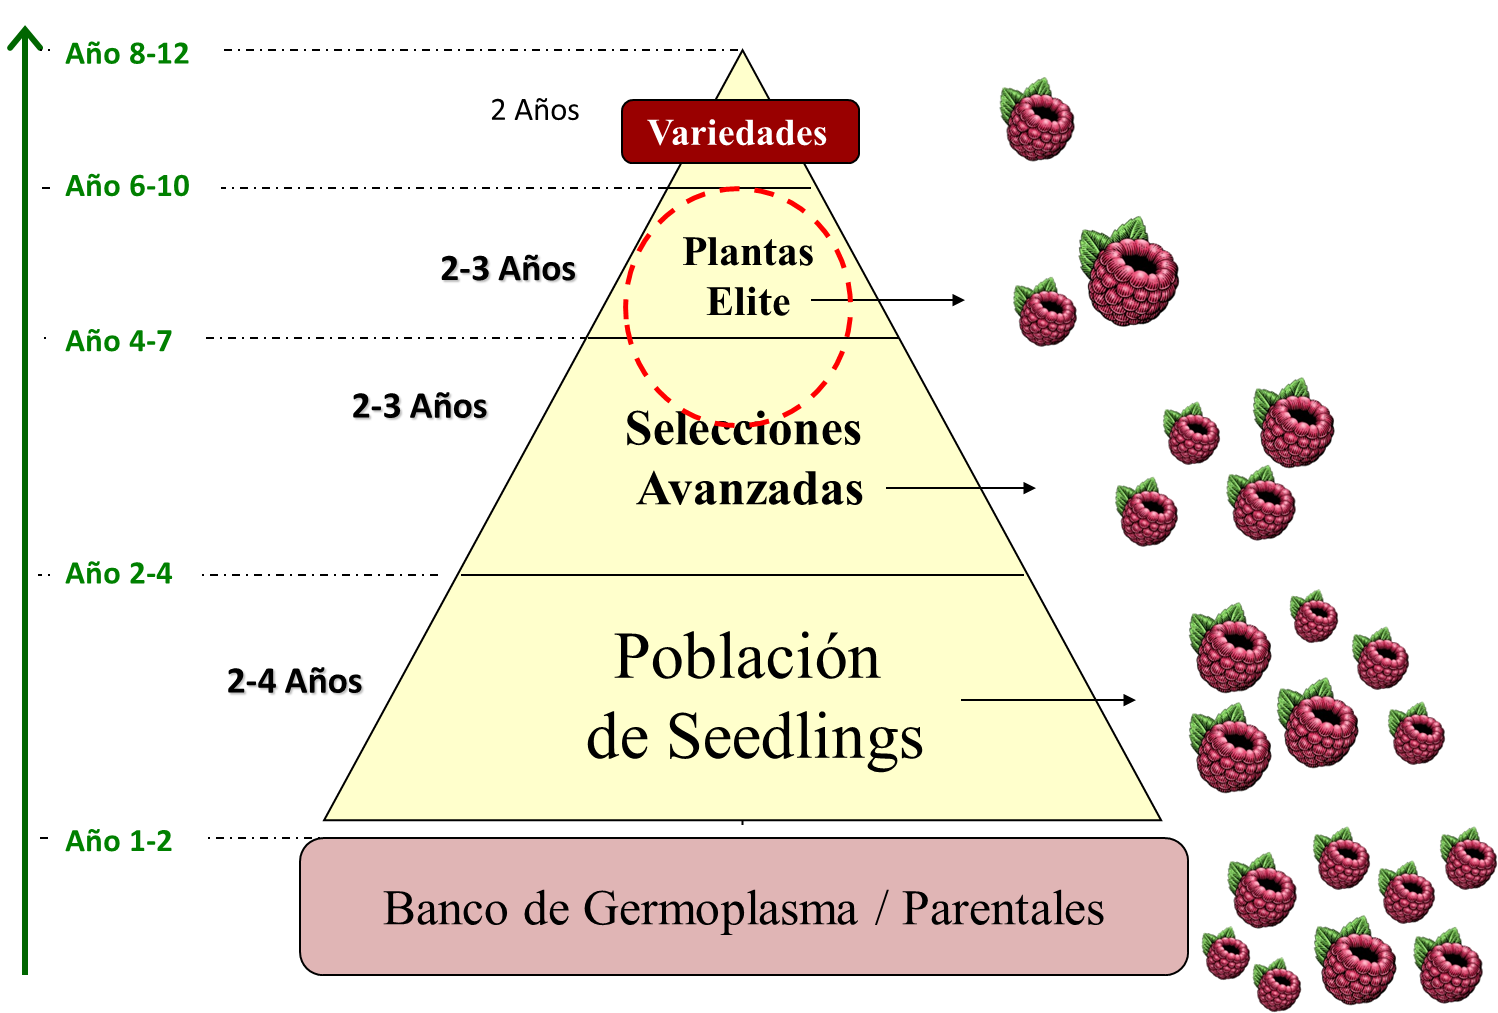 Año 8-12
2 Años
Variedades
Año 6-10
Plantas
Elite
2-3 Años
Año 4-7
2-3 Años
Selecciones
Avanzadas
Año 2-4
Población
de Seedlings
2-4 Años
Año 1-2
Banco de Germoplasma / Parentales